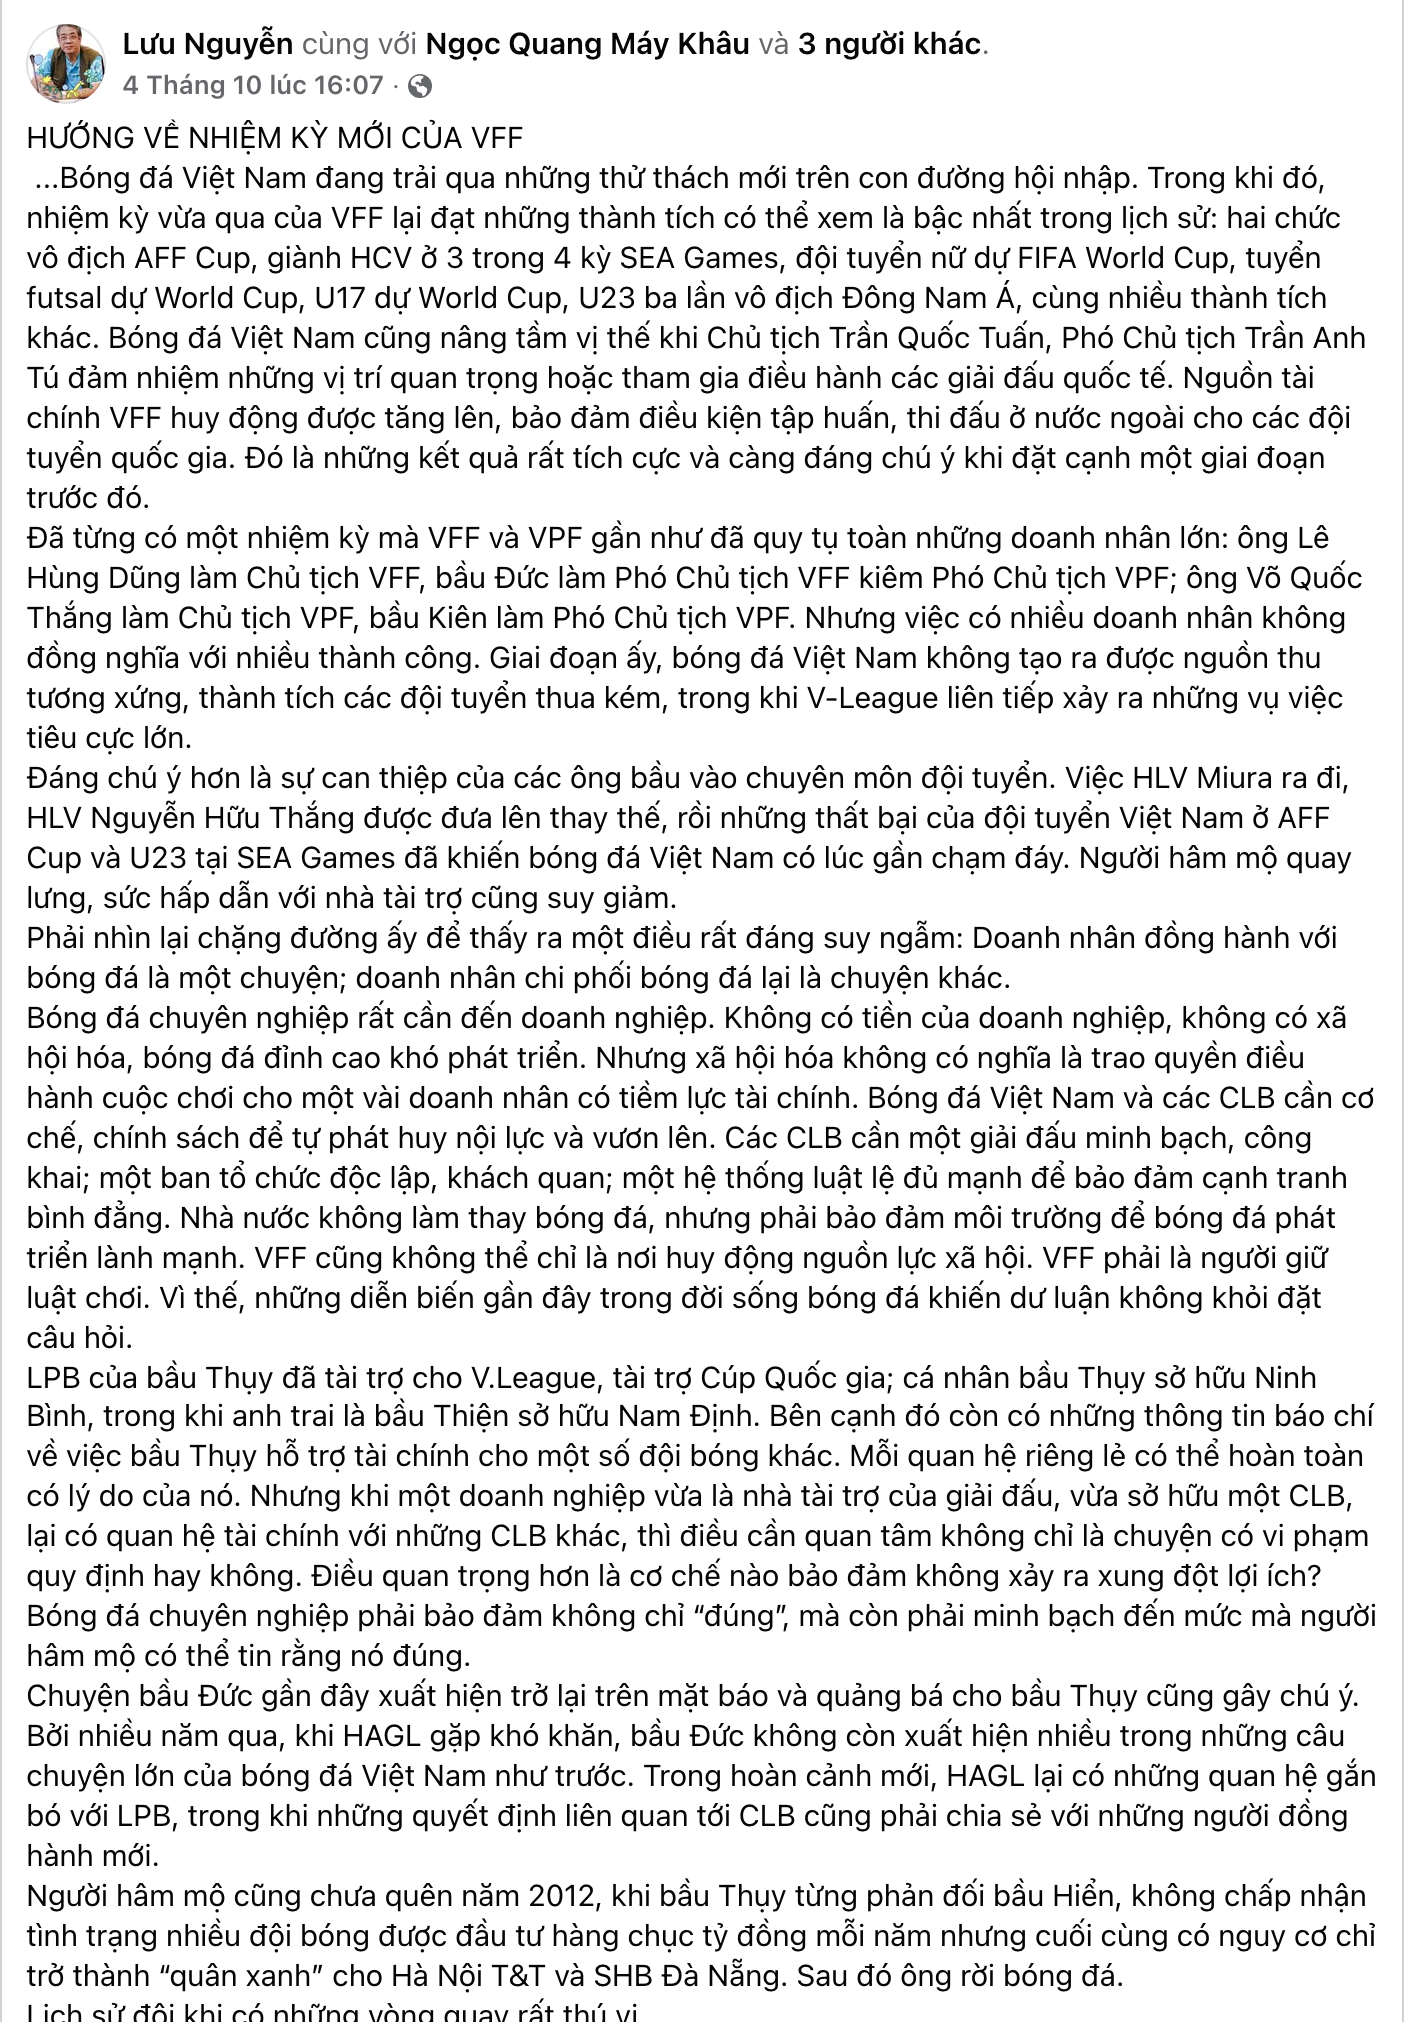 Lưu Nguyễn cùng với Ngọc Quang Máy Khâu và 3 người khác.
4 Tháng 10 lúc 16:07 ·
HƯỚNG VỀ NHIỆM KỲ MỚI CỦA VFF
...Bóng đá Việt Nam đang trải qua những thử thách mới trên con đường hội nhập. Trong khi đó,
nhiệm kỳ vừa qua của VFF lại đạt những thành tích có thể xem là bậc nhất trong lịch sử: hai chức
vô địch AFF Cup, giành HCV ở 3 trong 4 kỳ SEA Games, đội tuyển nữ dự FIFA World Cup, tuyển
futsal dự World Cup, U17 dự World Cup, U23 ba lần vô địch Đông Nam Á, cùng nhiều thành tích
khác. Bóng đá Việt Nam cũng nâng tầm vị thế khi Chủ tịch Trần Quốc Tuấn, Phó Chủ tịch Trần Anh
Tú đảm nhiệm những vị trí quan trọng hoặc tham gia điều hành các giải đấu quốc tế. Nguồn tài
chính VFF huy động được tăng lên, bảo đảm điều kiện tập huấn, thi đấu ở nước ngoài cho các đội
tuyển quốc gia. Đó là những kết quả rất tích cực và càng đáng chú ý khi đặt cạnh một giai đoạn
trước đó.
Đã từng có một nhiệm kỳ mà VFF và VPF gần như đã quy tụ toàn những doanh nhân lớn: ông Lê
Hùng Dũng làm Chủ tịch VFF, bầu Đức làm Phó Chủ tịch VFF kiêm Phó Chủ tịch VPF; ông Võ Quốc
Thắng làm Chủ tịch VPF, bầu Kiên làm Phó Chủ tịch VPF. Nhưng việc có nhiều doanh nhân không
đồng nghĩa với nhiều thành công. Giai đoạn ấy, bóng đá Việt Nam không tạo ra được nguồn thu
tương xứng, thành tích các đội tuyển thua kém, trong khi V-League liên tiếp xảy ra những vụ việc
tiêu cực lớn.
Đáng chú ý hơn là sự can thiệp của các ông bầu vào chuyên môn đội tuyển. Việc HLV Miura ra đi,
HLV Nguyễn Hữu Thắng được đưa lên thay thế, rồi những thất bại của đội tuyển Việt Nam ở AFF
Cup và U23 tại SEA Games đã khiến bóng đá Việt Nam có lúc gần chạm đáy. Người hâm mộ quay
lưng, sức hấp dẫn với nhà tài trợ cũng suy giảm.
Phải nhìn lại chặng đường ấy để thấy ra một điều rất đáng suy ngẫm: Doanh nhân đồng hành với
bóng đá là một chuyện; doanh nhân chi phối bóng đá lại là chuyện khác.
Bóng đá chuyên nghiệp rất cần đến doanh nghiệp. Không có tiền của doanh nghiệp, không có xã
hội hóa, bóng đá đỉnh cao khó phát triển. Nhưng xã hội hóa không có nghĩa là trao quyền điều
hành cuộc chơi cho một vài doanh nhân có tiềm lực tài chính. Bóng đá Việt Nam và các CLB cần cơ
chế, chính sách để tự phát huy nội lực và vươn lên. Các CLB cần một giải đấu minh bạch, công
khai; một ban tổ chức độc lập, khách quan; một hệ thống luật lệ đủ mạnh để bảo đảm cạnh tranh
bình đẳng. Nhà nước không làm thay bóng đá, nhưng phải bảo đảm môi trường để bóng đá phát
triển lành mạnh. VFF cũng không thể chỉ là nơi huy động nguồn lực xã hội. VFF phải là người giữ
luật chơi. Vì thế, những diễn biến gần đây trong đời sống bóng đá khiến dư luận không khỏi đặt
câu hỏi.
LPB của bầu Thụy đã tài trợ cho V.League, tài trợ Cúp Quốc gia; cá nhân bầu Thụy sở hữu Ninh
Bình, trong khi anh trai là bầu Thiện sở hữu Nam Định. Bên cạnh đó còn có những thông tin báo chí
về việc bầu Thụy hỗ trợ tài chính cho một số đội bóng khác. Mỗi quan hệ riêng lẻ có thể hoàn toàn
có lý do của nó. Nhưng khi một doanh nghiệp vừa là nhà tài trợ của giải đấu, vừa sở hữu một CLB,
lại có quan hệ tài chính với những CLB khác, thì điều cần quan tâm không chỉ là chuyện có vi phạm
quy định hay không. Điều quan trọng hơn là cơ chế nào bảo đảm không xảy ra xung đột lợi ích?
Bóng đá chuyên nghiệp phải bảo đảm không chỉ “đúng”, mà còn phải minh bạch đến mức mà người
hâm mộ có thể tin rằng nó đúng.
Chuyện bầu Đức gần đây xuất hiện trở lại trên mặt báo và quảng bá cho bầu Thụy cũng gây chú ý.
Bởi nhiều năm qua, khi HAGL gặp khó khăn, bầu Đức không còn xuất hiện nhiều trong những câu
chuyện lớn của bóng đá Việt Nam như trước. Trong hoàn cảnh mới, HAGL lại có những quan hệ gắn
bó với LPB, trong khi những quyết định liên quan tới CLB cũng phải chia sẻ với những người đồng
hành mới.
Người hâm mộ cũng chưa quên năm 2012, khi bầu Thụy từng phản đối bầu Hiển, không chấp nhận
tình trạng nhiều đội bóng được đầu tư hàng chục tỷ đồng mỗi năm nhưng cuối cùng có nguy cơ chỉ
trở thành “quân xanh” cho Hà Nội T&T và SHB Đà Nẵng. Sau đó ông rời bóng đá.
Lịch sử đôi khi có những vòng quay rất thú vị